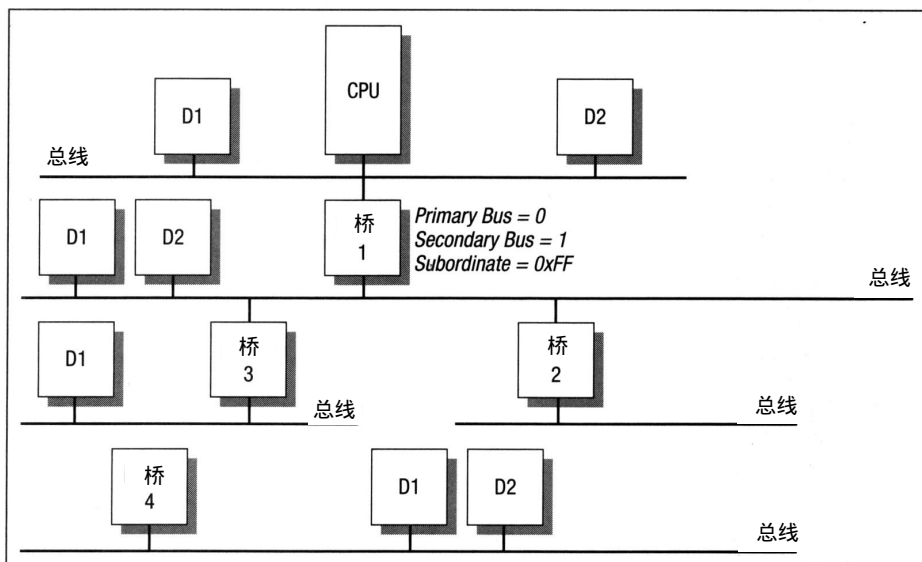 CPU
D1
D2
总线
D1
D2
桥
1
Primary Bus = 0
Secondary Bus = 1
Subordinate = 0xFF
总线
D1
桥
3
桥
2
总线
总线
桥
4
D1
D2
总线